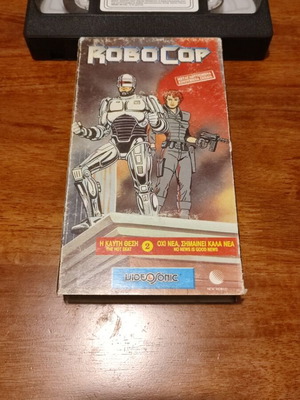 ROBOCOP
Η ΚΑΥΤΗ ΘΕΣΗ
THE HOT SEAT
2
ΟΧΙ ΝΕΑ, ΣΗΜΑΙΝΕΙ ΚΑΛΑ ΝΕΑ
NO NEWS IS GOOD NEWS
VIDEOSONIC